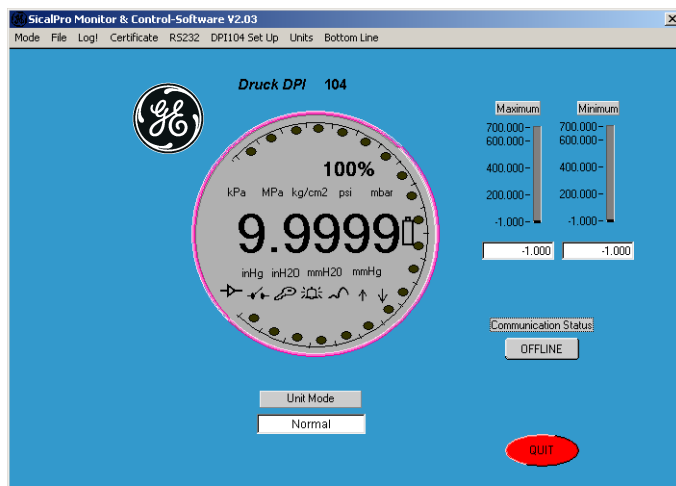 SicalPro Monitor & Control-Software V2.03
Mode File Log! Certificate RS232 DPI104 Set Up Units Bottom Line
GE
Druck DPI 104
100%
kPa MPa kg/cm2 psi mbar
9.9999
inHg inH20 mmH20 mmHg
Maximum Minimum
700.000 700.000
600.000 600.000
400.000 400.000
200.000 200.000
-1.000 -1.000
-1.000 -1.000
Communication Status
OFFLINE
Unit Mode
Normal
QUIT